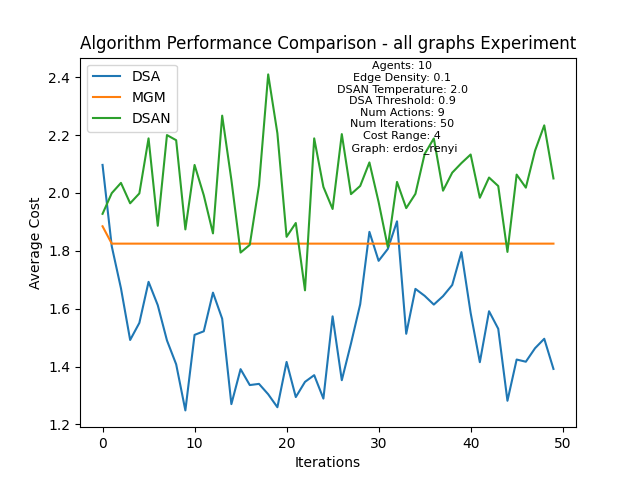 Algorithm Performance Comparison - all graphs Experiment
DSA
MGM
DSAN
Agents: 10
Edge Density: 0.1
DSAN Temperature: 2.0
DSA Threshold: 0.9
Num Actions: 9
Num Iterations: 50
Cost Range: 4
Graph: erdos_renyi
Average Cost
2.4
2.2
2.0
1.8
1.6
1.4
1.2
0 10 20 30 40 50
Iterations